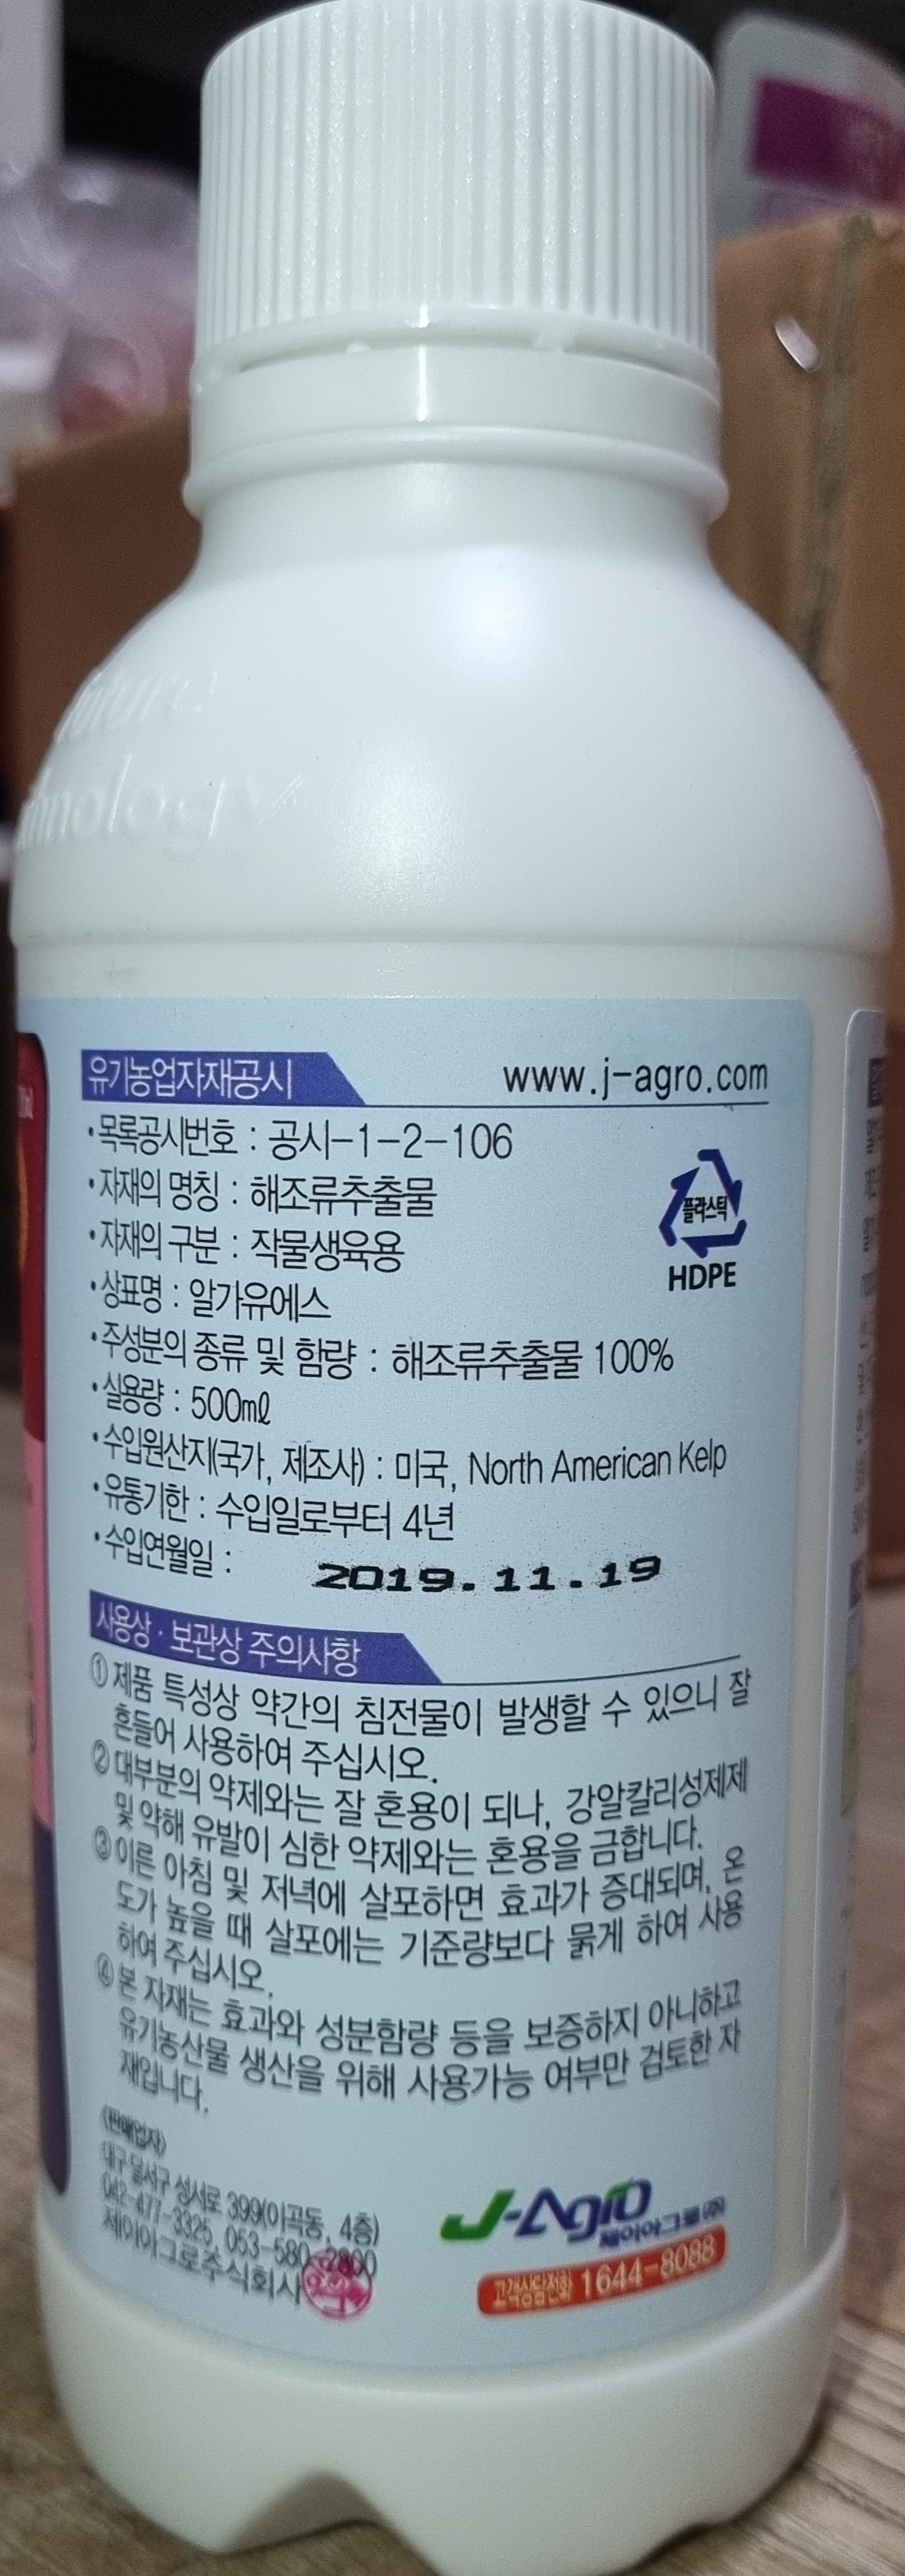 유기농업자재공시
www.j-agro.com
•목록공시번호 : 공시-1-2-106
•자재의 명칭 : 해조류추출물
•자재의 구분 : 작물생육용
•상표명 : 알가유에스
•주성분의 종류 및 함량 : 해조류추출물 100%
•실용량 : 500㎖
•수입원산지(국가, 제조사) : 미국, North American Kelp
•유통기한 : 수입일로부터 4년
•수입연월일 : 2019.11.19
플라스틱
HDPE
사용상 · 보관상 주의사항
① 제품 특성상 약간의 침전물이 발생할 수 있으니 잘
흔들어 사용하여 주십시오.
② 대부분의 약제와는 잘 혼용이 되나, 강알칼리성제제
및 약해 유발이 심한 약제와는 혼용을 금합니다.
③ 이른 아침 및 저녁에 살포하면 효과가 증대되며, 온
도가 높을 때 살포에는 기준량보다 묽게 하여 사용
하여 주십시오.
④ 본 자재는 효과와 성분함량 등을 보증하지 아니하고
유기농산물 생산을 위해 사용가능 여부만 검토한 자
재입니다.
(판매업자)
대구 달서구 성서로 399(이곡동, 4층)
042-477-3325, 053-580-2800
제이아그로주식회사
J-Agro
제이아그로(주)
고객상담전화 1644-8088